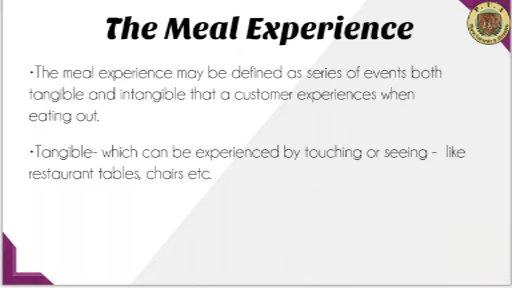 The Meal Experience
•The meal experience may be defined as series of events both
tangible and intangible that a customer experiences when
eating out.
•Tangible- which can be experienced by touching or seeing - like
restaurant tables, chairs etc.